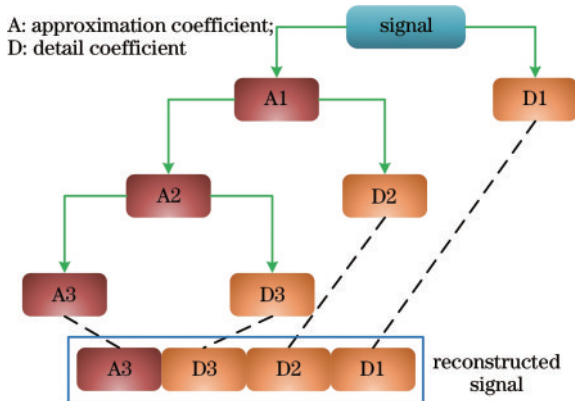 A: approximation coefficient;
D: detail coefficient
signal
A1
D1
A2
D2
A3
D3
A3 D3 D2 D1
reconstructed
signal